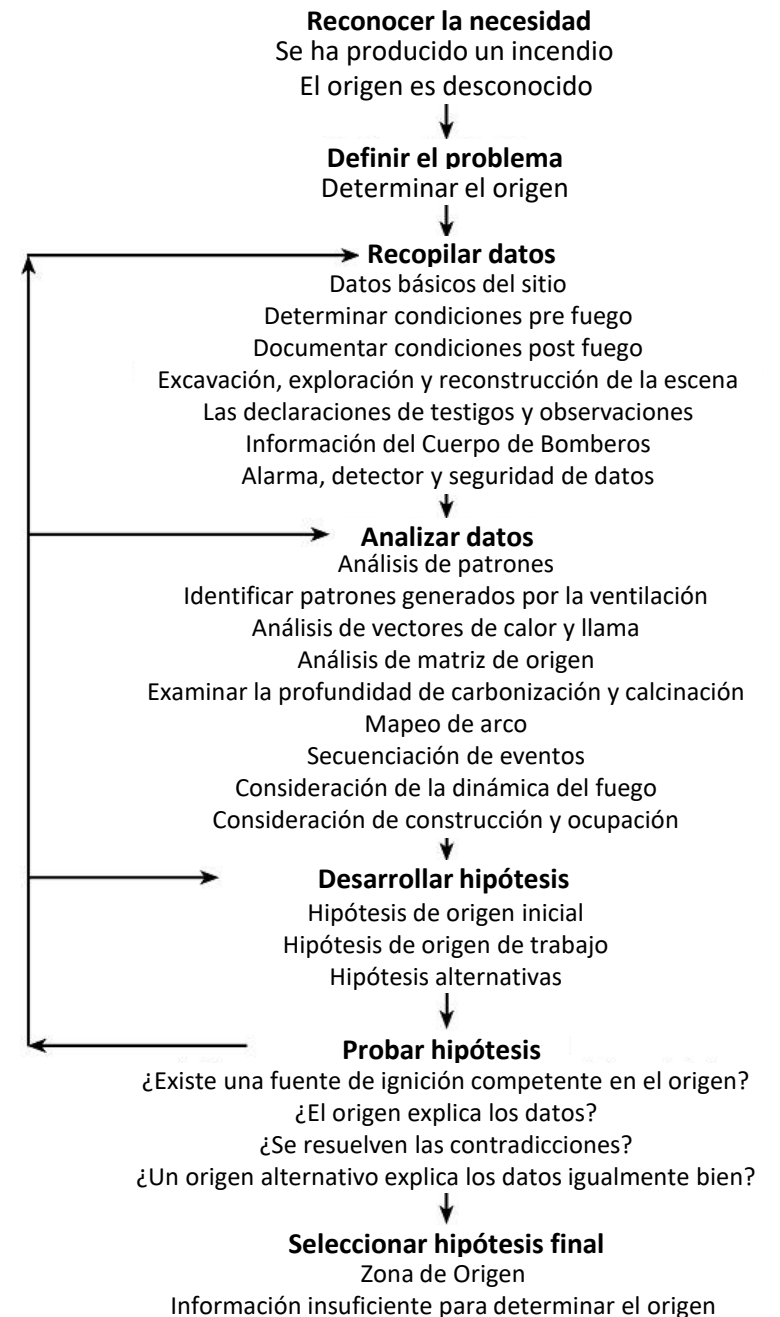 Reconocer la necesidad
Se ha producido un incendio
El origen es desconocido
Definir el problema
Determinar el origen
Recopilar datos
Datos básicos del sitio
Determinar condiciones pre fuego
Documentar condiciones post fuego
Excavación, exploración y reconstrucción de la escena
Las declaraciones de testigos y observaciones
Información del Cuerpo de Bomberos
Alarma, detector y seguridad de datos
Analizar datos
Análisis de patrones
Identificar patrones generados por la ventilación
Análisis de vectores de calor y llama
Análisis de matriz de origen
Examinar la profundidad de carbonización y calcinación
Mapeo de arco
Secuenciación de eventos
Consideración de la dinámica del fuego
Consideración de construcción y ocupación
Desarrollar hipótesis
Hipótesis de origen inicial
Hipótesis de origen de trabajo
Hipótesis alternativas
Probar hipótesis
¿Existe una fuente de ignición competente en el origen?
¿El origen explica los datos?
¿Se resuelven las contradicciones?
¿Un origen alternativo explica los datos igualmente bien?
Seleccionar hipótesis final
Zona de Origen
Información insuficiente para determinar el origen